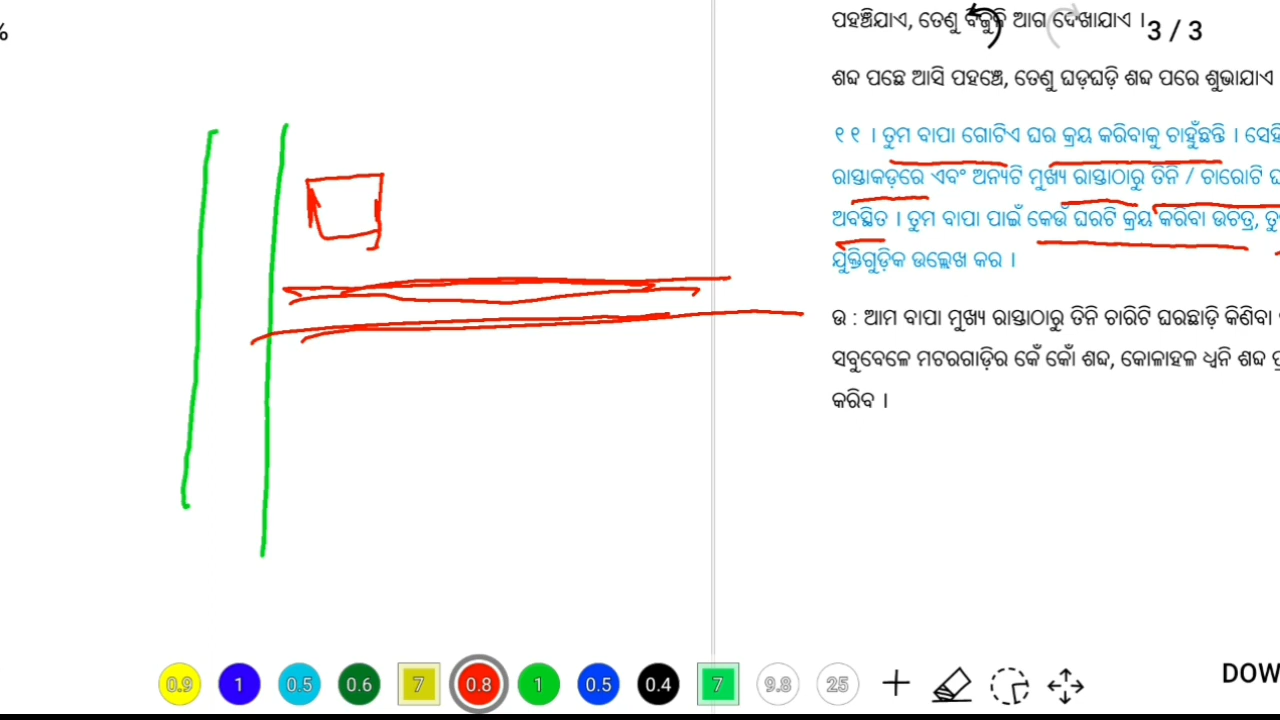 %
ପହଞ୍ଚିଯାଏ, ତେଣୁ ବିଜୁଳି ଆଗ ଦେଖାଯାଏ ।
3 / 3
ଶବ୍ଦ ପଛେ ଆସି ପହଞ୍ଚେ, ତେଣୁ ଘଡ଼ଘଡ଼ି ଶବ୍ଦ ପରେ ଶୁଭାଯାଏ
୧୧ । ତୁମ ବାପା ଗୋଟିଏ ଘର କ୍ରୟ କରିବାକୁ ଚାହୁଁଛନ୍ତି । ସେହି
ରାସ୍ତାକଡ଼ରେ ଏବଂ ଅନ୍ୟଟି ମୁଖ୍ୟ ରାସ୍ତାଠାରୁ ତିନି / ଚାରୋଟି
ଅବସ୍ଥିତ । ତୁମ ବାପା ପାଇଁ କେଉଁ ଘରଟି କ୍ରୟ କରିବା ଉଚିତ୍ର,
ଯୁକ୍ତିଗୁଡ଼ିକ ଉଲ୍ଲେଖ କର ।
ଉ : ଆମ ବାପା ମୁଖ୍ୟ ରାସ୍ତାଠାରୁ ତିନି ଚାରିଟି ଘରଛାଡ଼ି କିଣିବା
ସବୁବେଳେ ମଟରଗାଡ଼ିର କେଁ କୋଁ ଶବ୍ଦ, କୋଳାହଳ ଧ୍ୱନି ଶବ୍ଦ
କରିବ ।
0.9 1 0.5 0.6 7 0.8 1 0.5 0.4 7 9.8 25
DOW